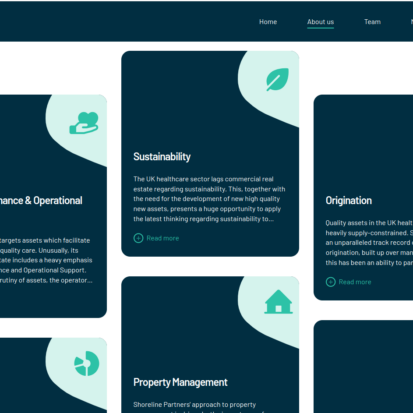 Home
About us
Team
Sustainability
The UK healthcare sector lags commercial real
estate regarding sustainability. This, together with
the need for the development of new high quality
new assets, presents a huge opportunity to apply
the latest thinking regarding sustainability to...
Read more
nance & Operational
targets assets which facilitate
quality care. Unusually, its
tate includes a heavy emphasis
nce and Operational Support.
rutiny of assets, the operator...
Origination
Quality assets in the UK healt
heavily supply-constrained. S
an unparalleled track record
origination, built up over man
this has been an ability to par
Read more
Property Management
Shoreline Partners' approach to property